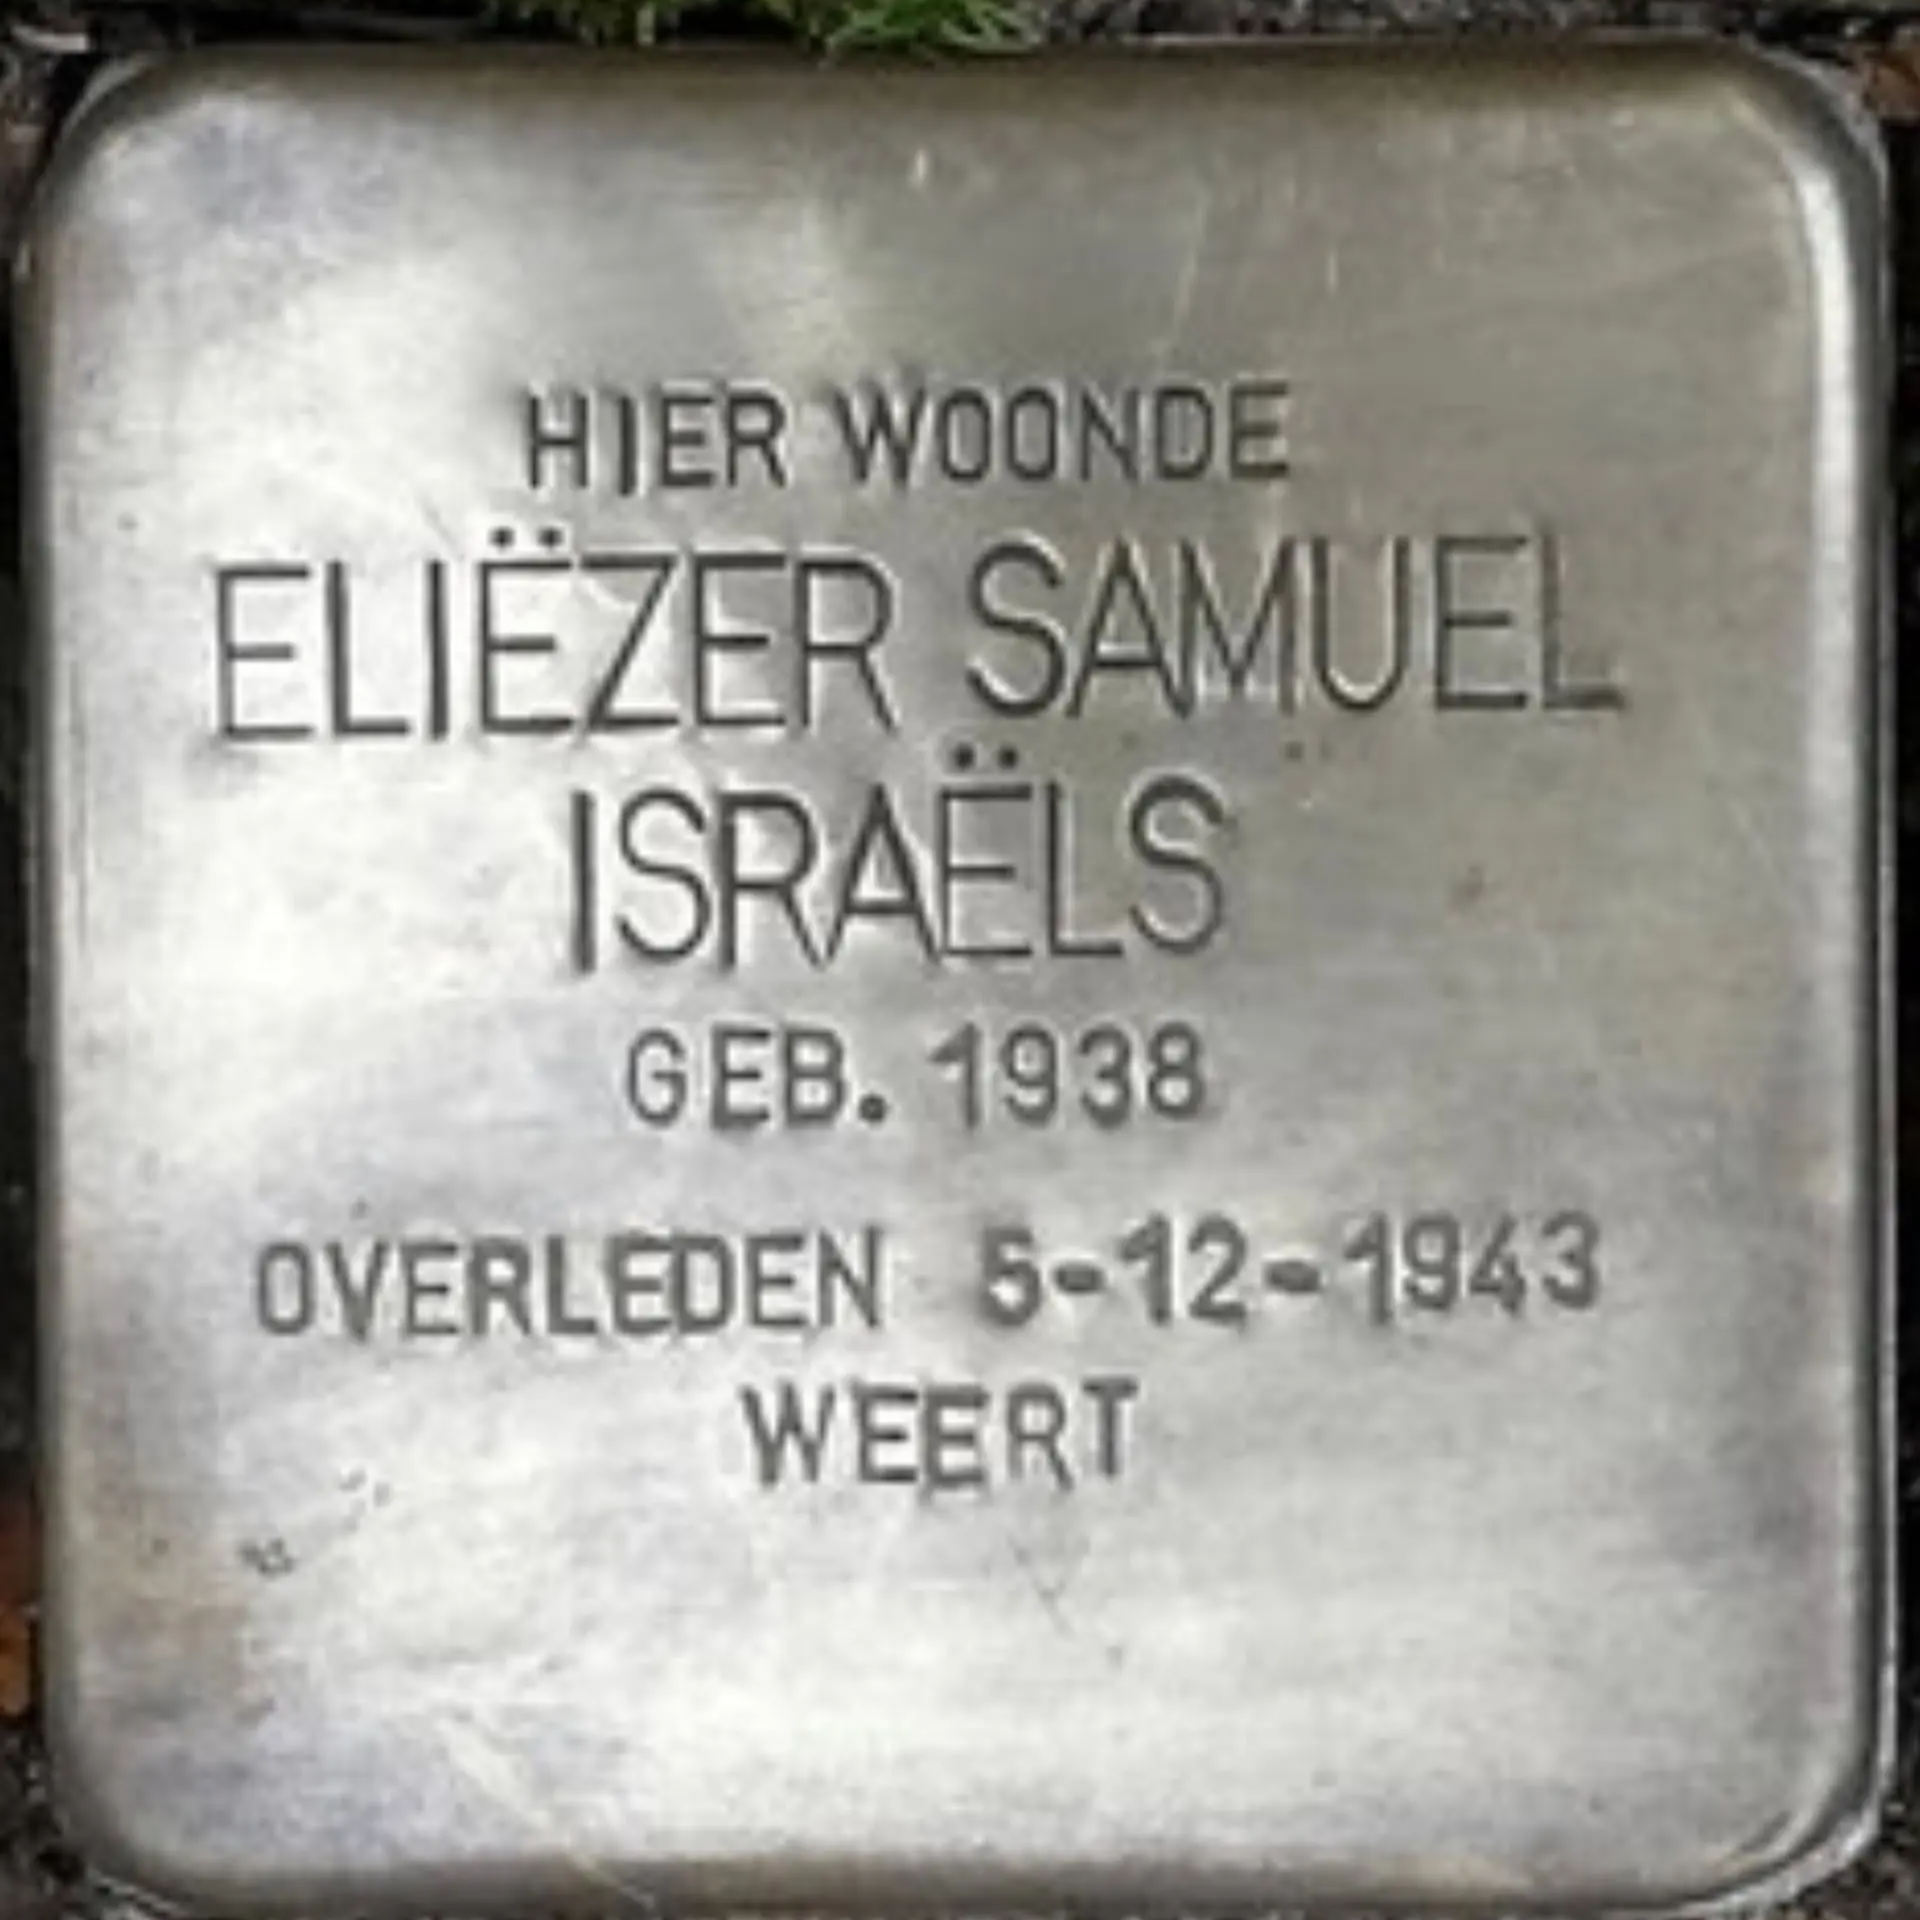 HIER WOONDE
ELIËZER SAMUEL
ISRAËLS
GEB. 1938
OVERLEDEN 5-12-1943
WEERT